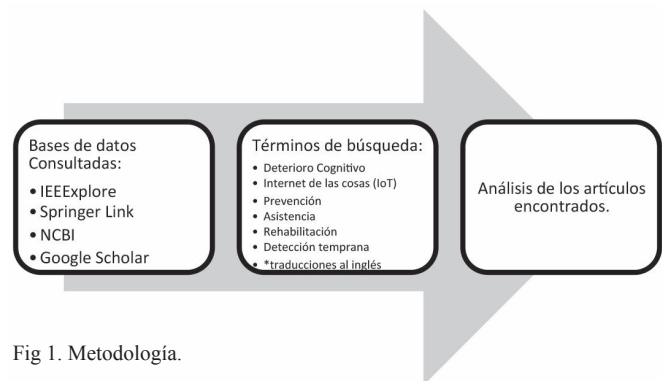 Bases de datos
Consultadas:
• IEEExplore
• Springer Link
• NCBI
• Google Scholar
Términos de búsqueda:
• Deterioro Cognitivo
• Internet de las cosas (IoT)
• Prevención
• Asistencia
• Rehabilitación
• Detección temprana
• *traducciones al inglés
Análisis de los artículos
encontrados.
Fig 1. Metodología.